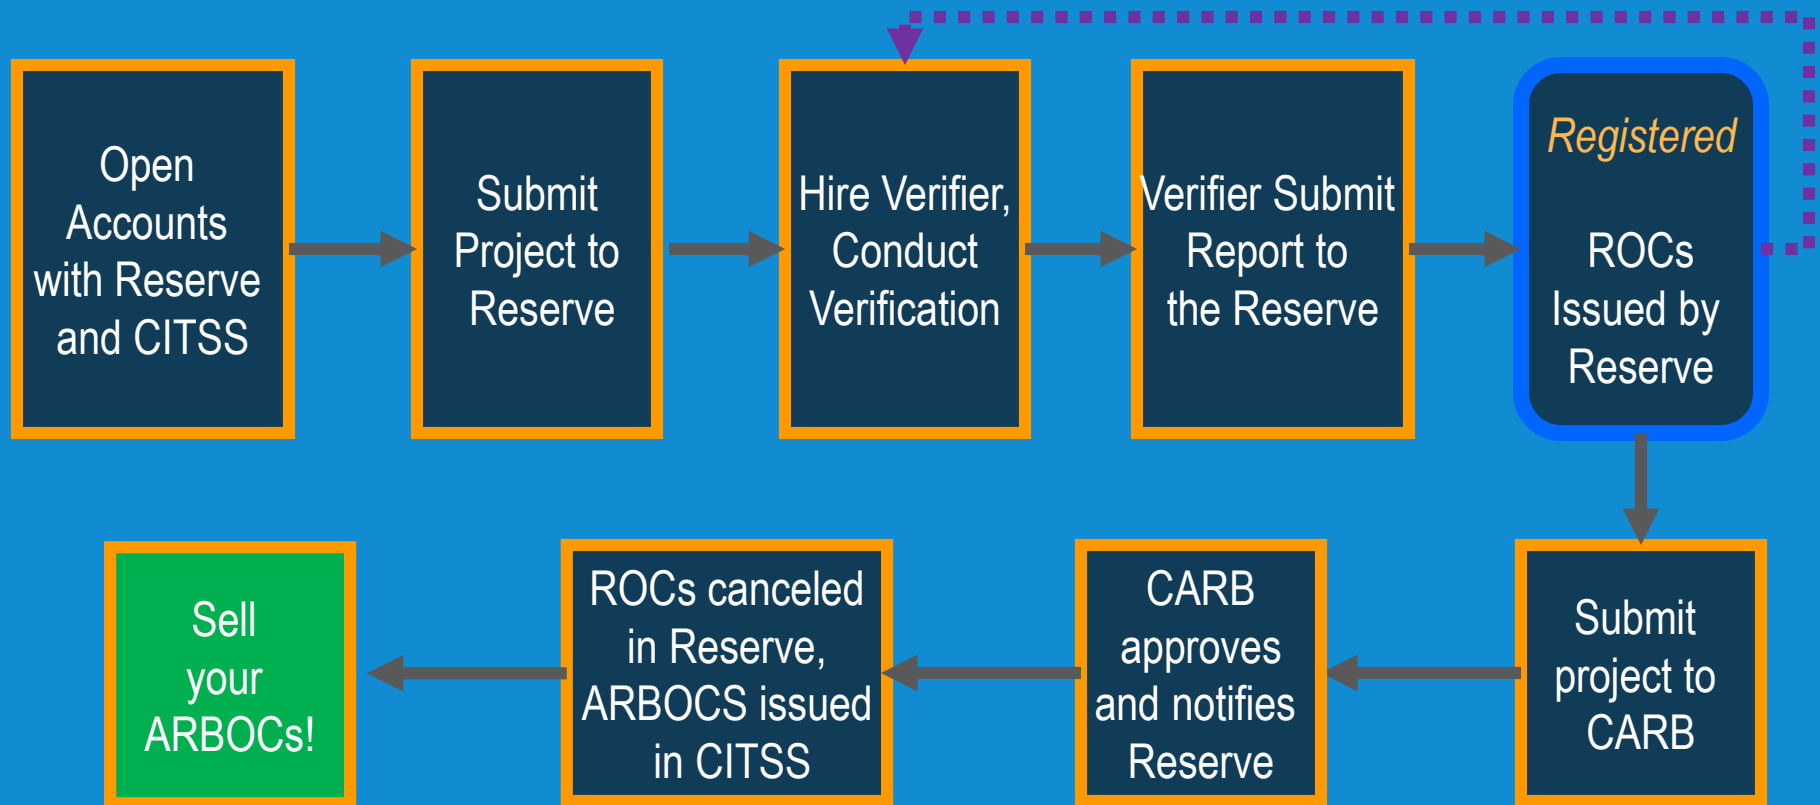 Open
Accounts
with Reserve
and CITSS
Submit
Project to
Reserve
Hire Verifier,
Conduct
Verification
Verifier Submit
Report to
the Reserve
Registered
ROCs
Issued by
Reserve
Sell
your
ARBOCs!
ROCs canceled
in Reserve,
ARBOCS issued
in CITSS
CARB
approves
and notifies
Reserve
Submit
project to
CARB